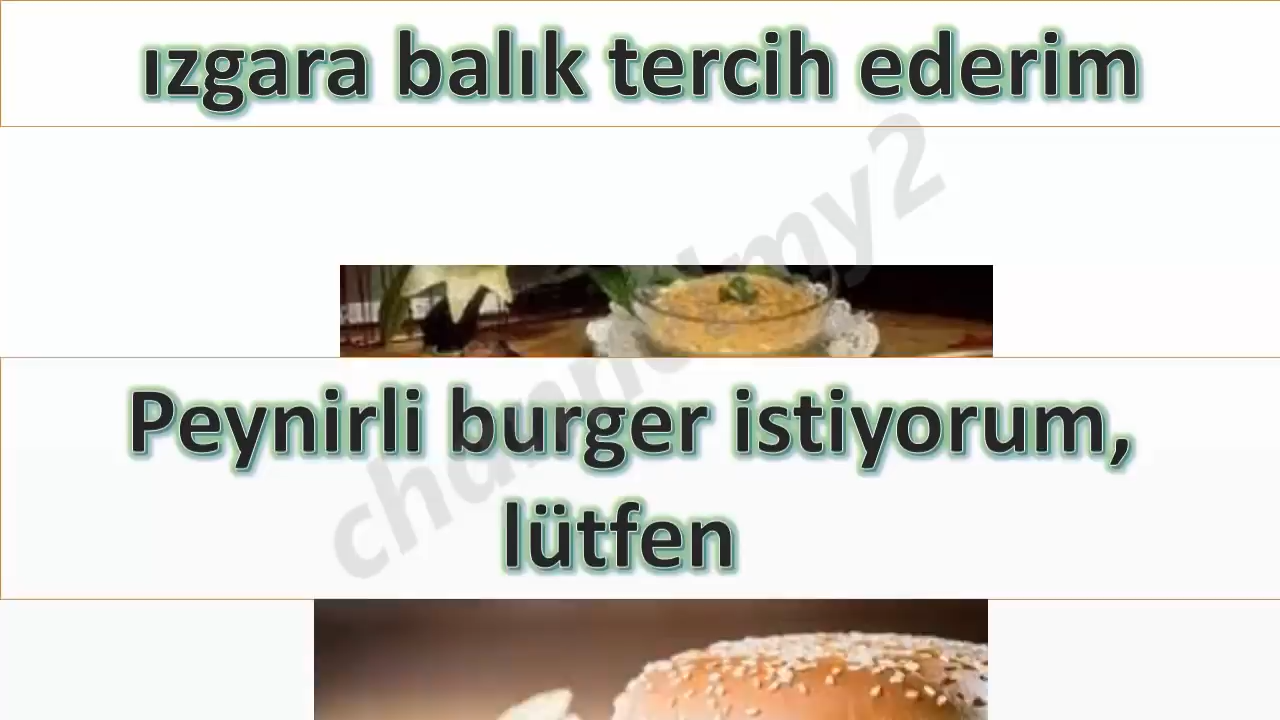 ızgara balık tercih ederim
Peynirli burger istiyorum,
lütfen